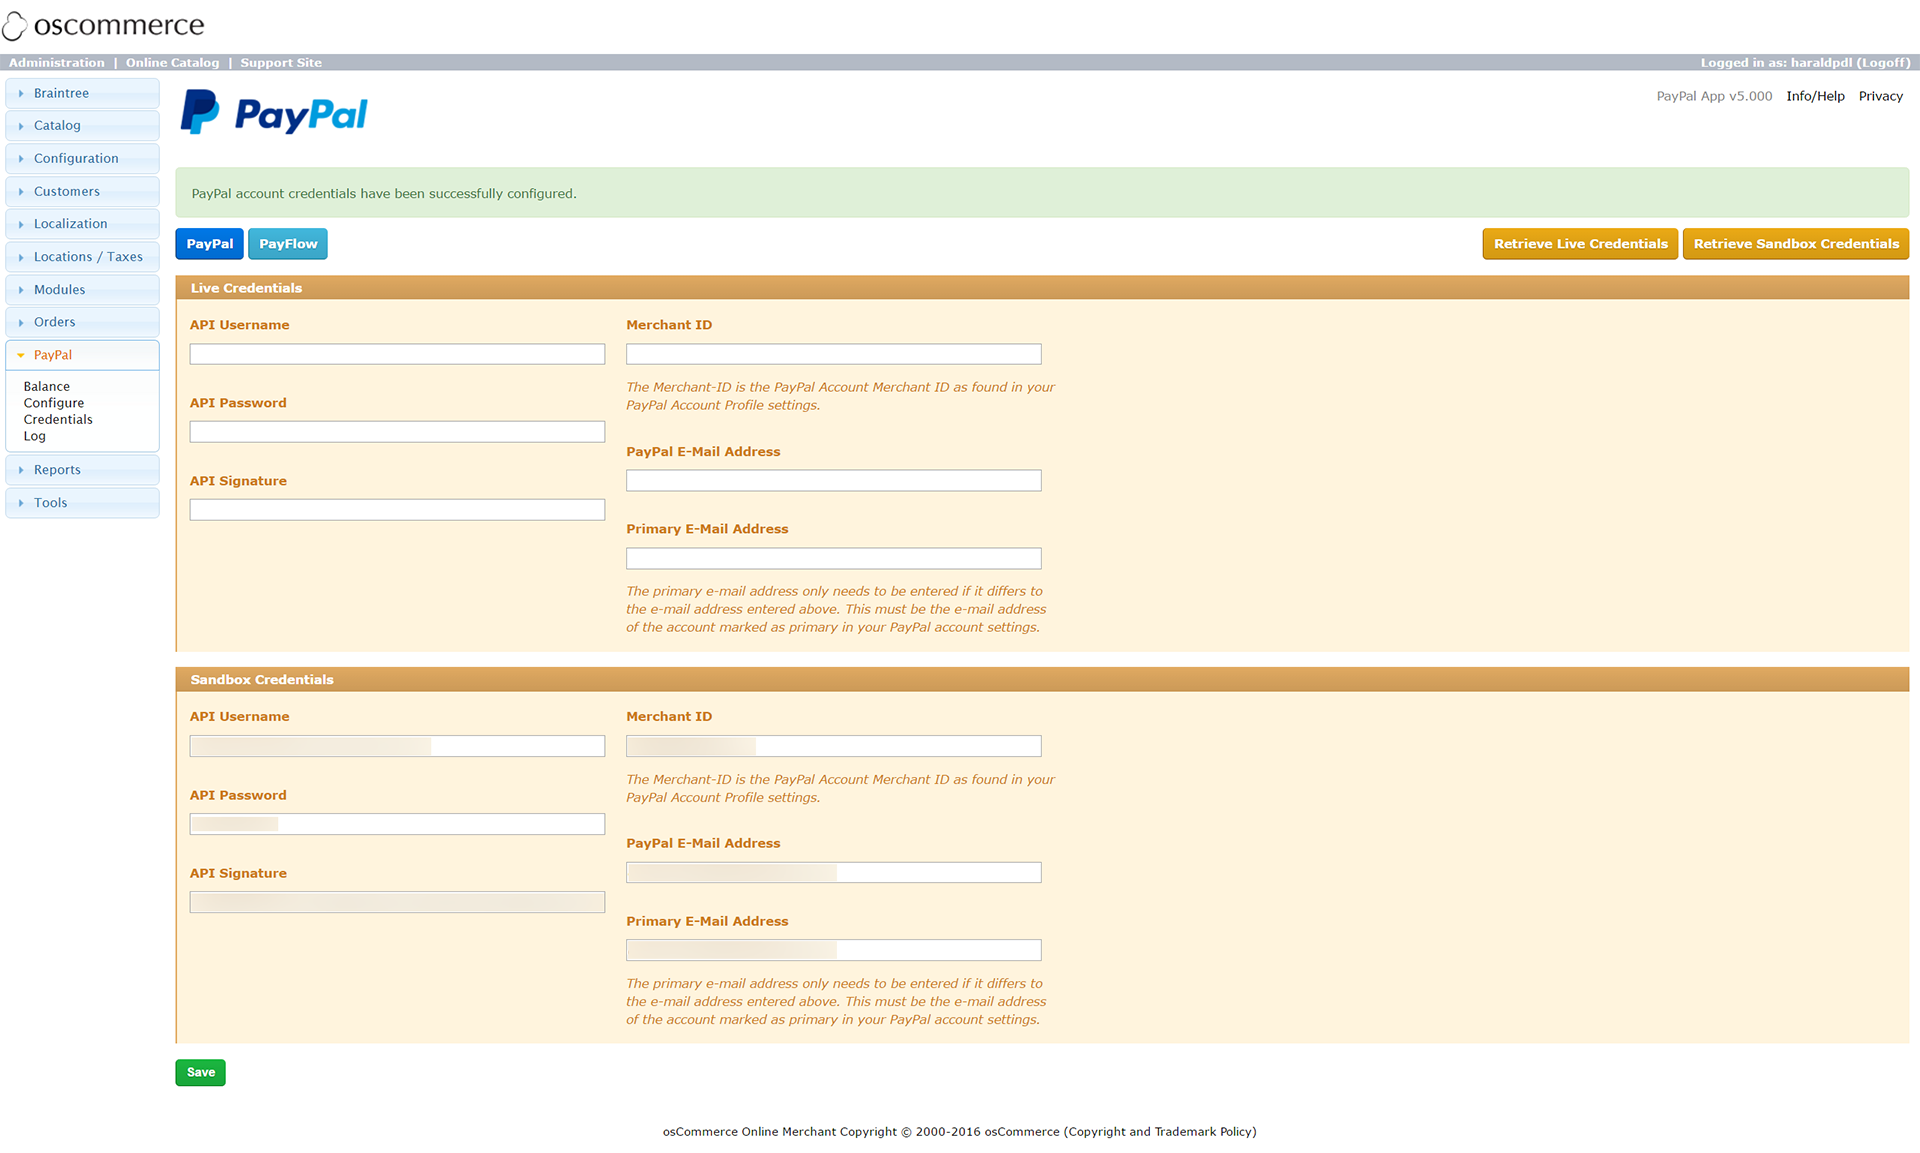 oscommerce
Administration | Online Catalog | Support Site
Logged in as: haraldpdl (Logoff)
Braintree
Catalog
Configuration
Customers
Localization
Locations / Taxes
Modules
Orders
PayPal
Balance
Configure
Credentials
Log
Reports
Tools
PayPal
PayPal App v5.000 Info/Help Privacy
PayPal account credentials have been successfully configured.
PayPal PayFlow
Retrieve Live Credentials Retrieve Sandbox Credentials
Live Credentials
API Username
API Password
API Signature
Merchant ID
The Merchant-ID is the PayPal Account Merchant ID as found in your
PayPal Account Profile settings.
PayPal E-Mail Address
Primary E-Mail Address
The primary e-mail address only needs to be entered if it differs to
the e-mail address entered above. This must be the e-mail address
of the account marked as primary in your PayPal account settings.
Sandbox Credentials
API Username
API Password
API Signature
Merchant ID
The Merchant-ID is the PayPal Account Merchant ID as found in your
PayPal Account Profile settings.
PayPal E-Mail Address
Primary E-Mail Address
The primary e-mail address only needs to be entered if it differs to
the e-mail address entered above. This must be the e-mail address
of the account marked as primary in your PayPal account settings.
Save
osCommerce Online Merchant Copyright © 2000-2016 osCommerce (Copyright and Trademark Policy)